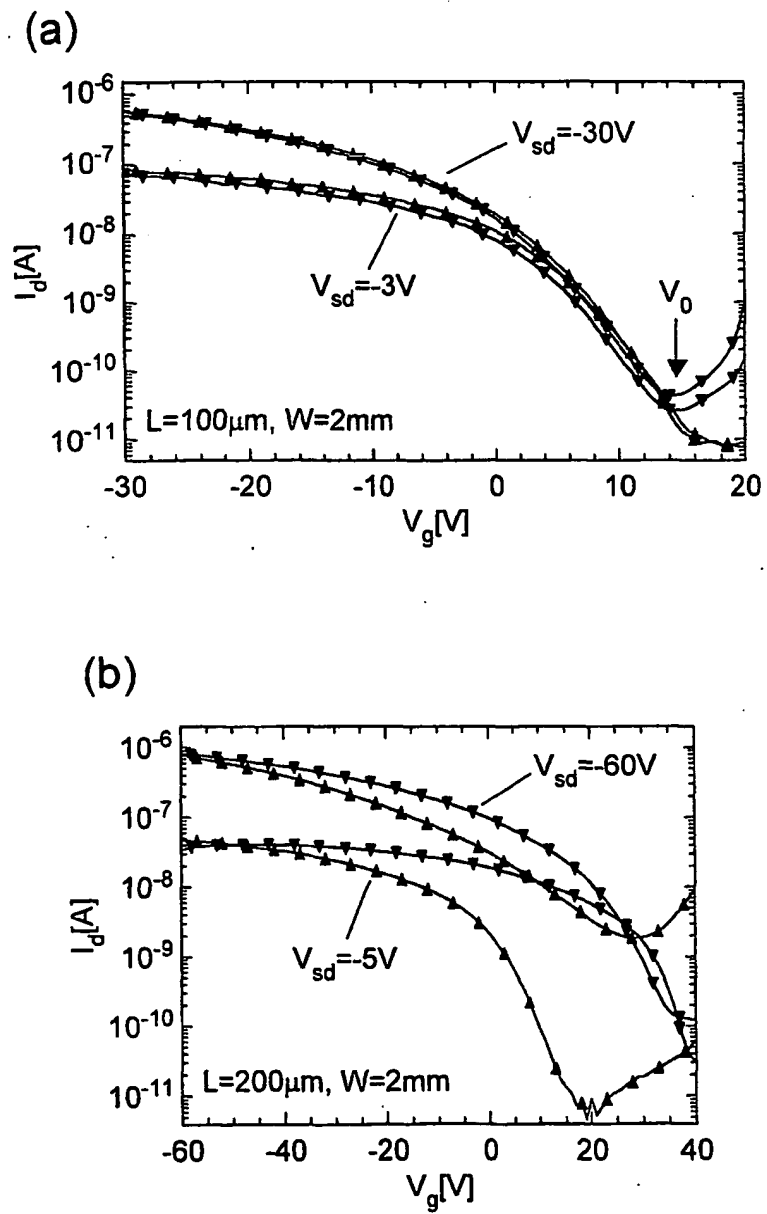 (a)
10⁻⁶
10⁻⁷
10⁻⁸
10⁻⁹
10⁻¹⁰
10⁻¹¹
I_d[A]
V_sd=-30V
V_sd=-3V
V_0
L=100μm, W=2mm
-30 -20 -10 0 10 20
V_g[V]
(b)
10⁻⁶
10⁻⁷
10⁻⁸
10⁻⁹
10⁻¹⁰
10⁻¹¹
I_d[A]
V_sd=-60V
V_sd=-5V
L=200μm, W=2mm
-60 -40 -20 0 20 40
V_g[V]